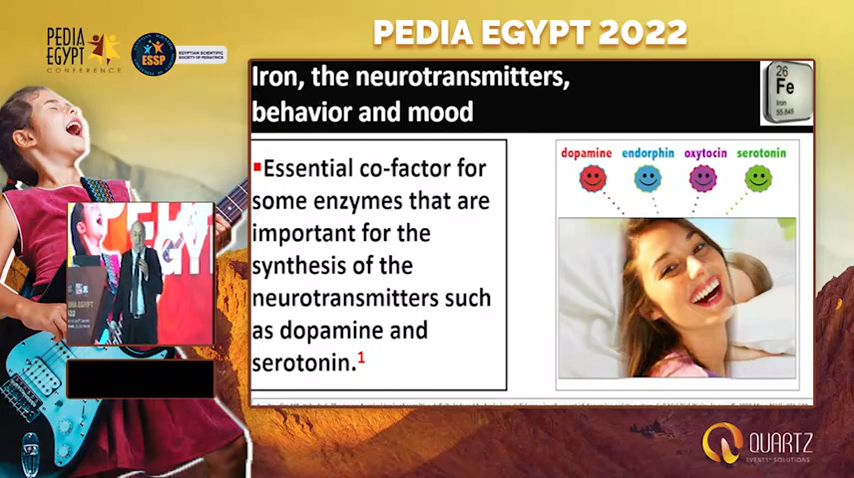 PEDIA EGYPT 2022
PEDIA
EGYPT
CONFERENCE
ESSP
EGYPTIAN SCIENTIFIC
SOCIETY OF PEDIATRICS
Iron, the neurotransmitters,
behavior and mood
26
Fe
Iron
55.845
▪Essential co-factor for
some enzymes that are
important for the
synthesis of the
neurotransmitters such
as dopamine and
serotonin.1
dopamine endorphin oxytocin serotonin
QUARTZ
EVENTS' SOLUTIONS